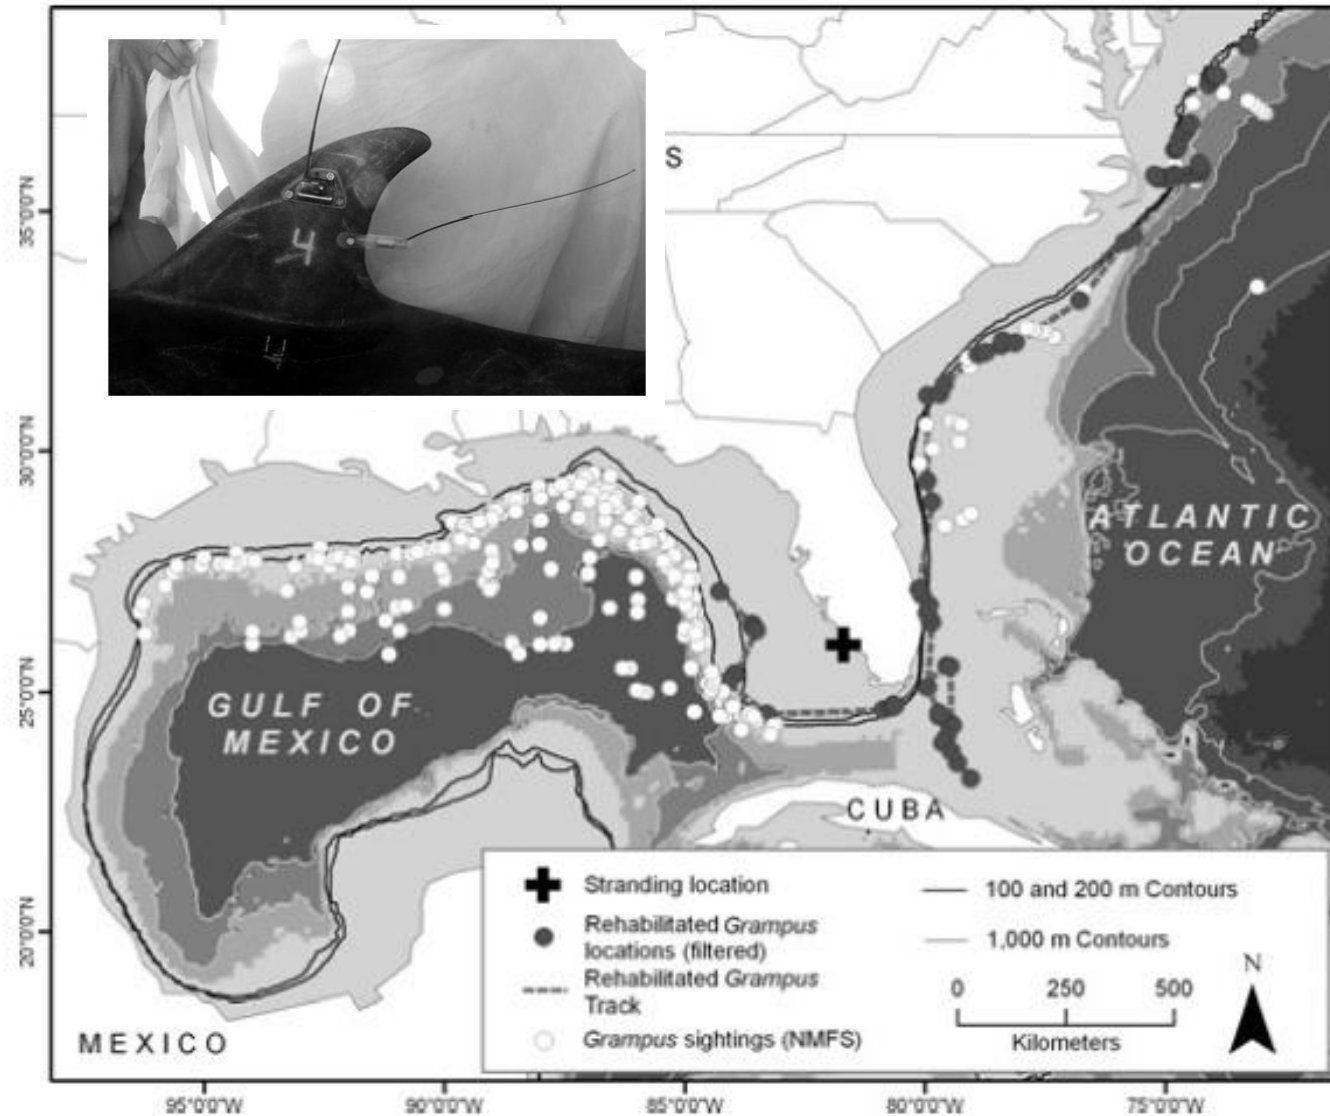 S
4
4
ATLANTIC
OCEAN
GULF OF
MEXICO
CUBA
MEXICO
Stranding location
Rehabilitated Grampus
locations (filtered)
Rehabilitated Grampus
Track
Grampus sightings (NMFS)
100 and 200 m Contours
1,000 m Contours
0 250 500
Kilometers
N
35°0'0"N
30°0'0"N
25°0'0"N
20°0'0"N
95°0'0"W 90°0'0"W 85°0'0"W 80°0'0"W 75°0'0"W